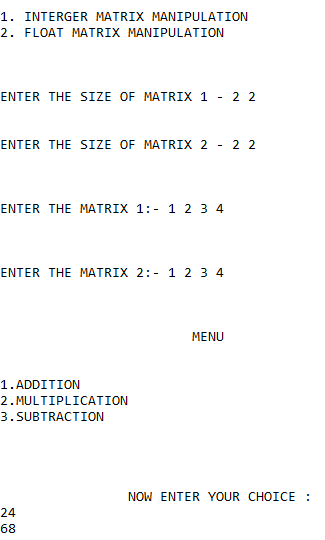 1. INTERGER MATRIX MANIPULATION
2. FLOAT MATRIX MANIPULATION
ENTER THE SIZE OF MATRIX 1 - 2 2
ENTER THE SIZE OF MATRIX 2 - 2 2
ENTER THE MATRIX 1:- 1 2 3 4
ENTER THE MATRIX 2:- 1 2 3 4
MENU
1.ADDITION
2.MULTIPLICATION
3.SUBTRACTION
NOW ENTER YOUR CHOICE :
24
68